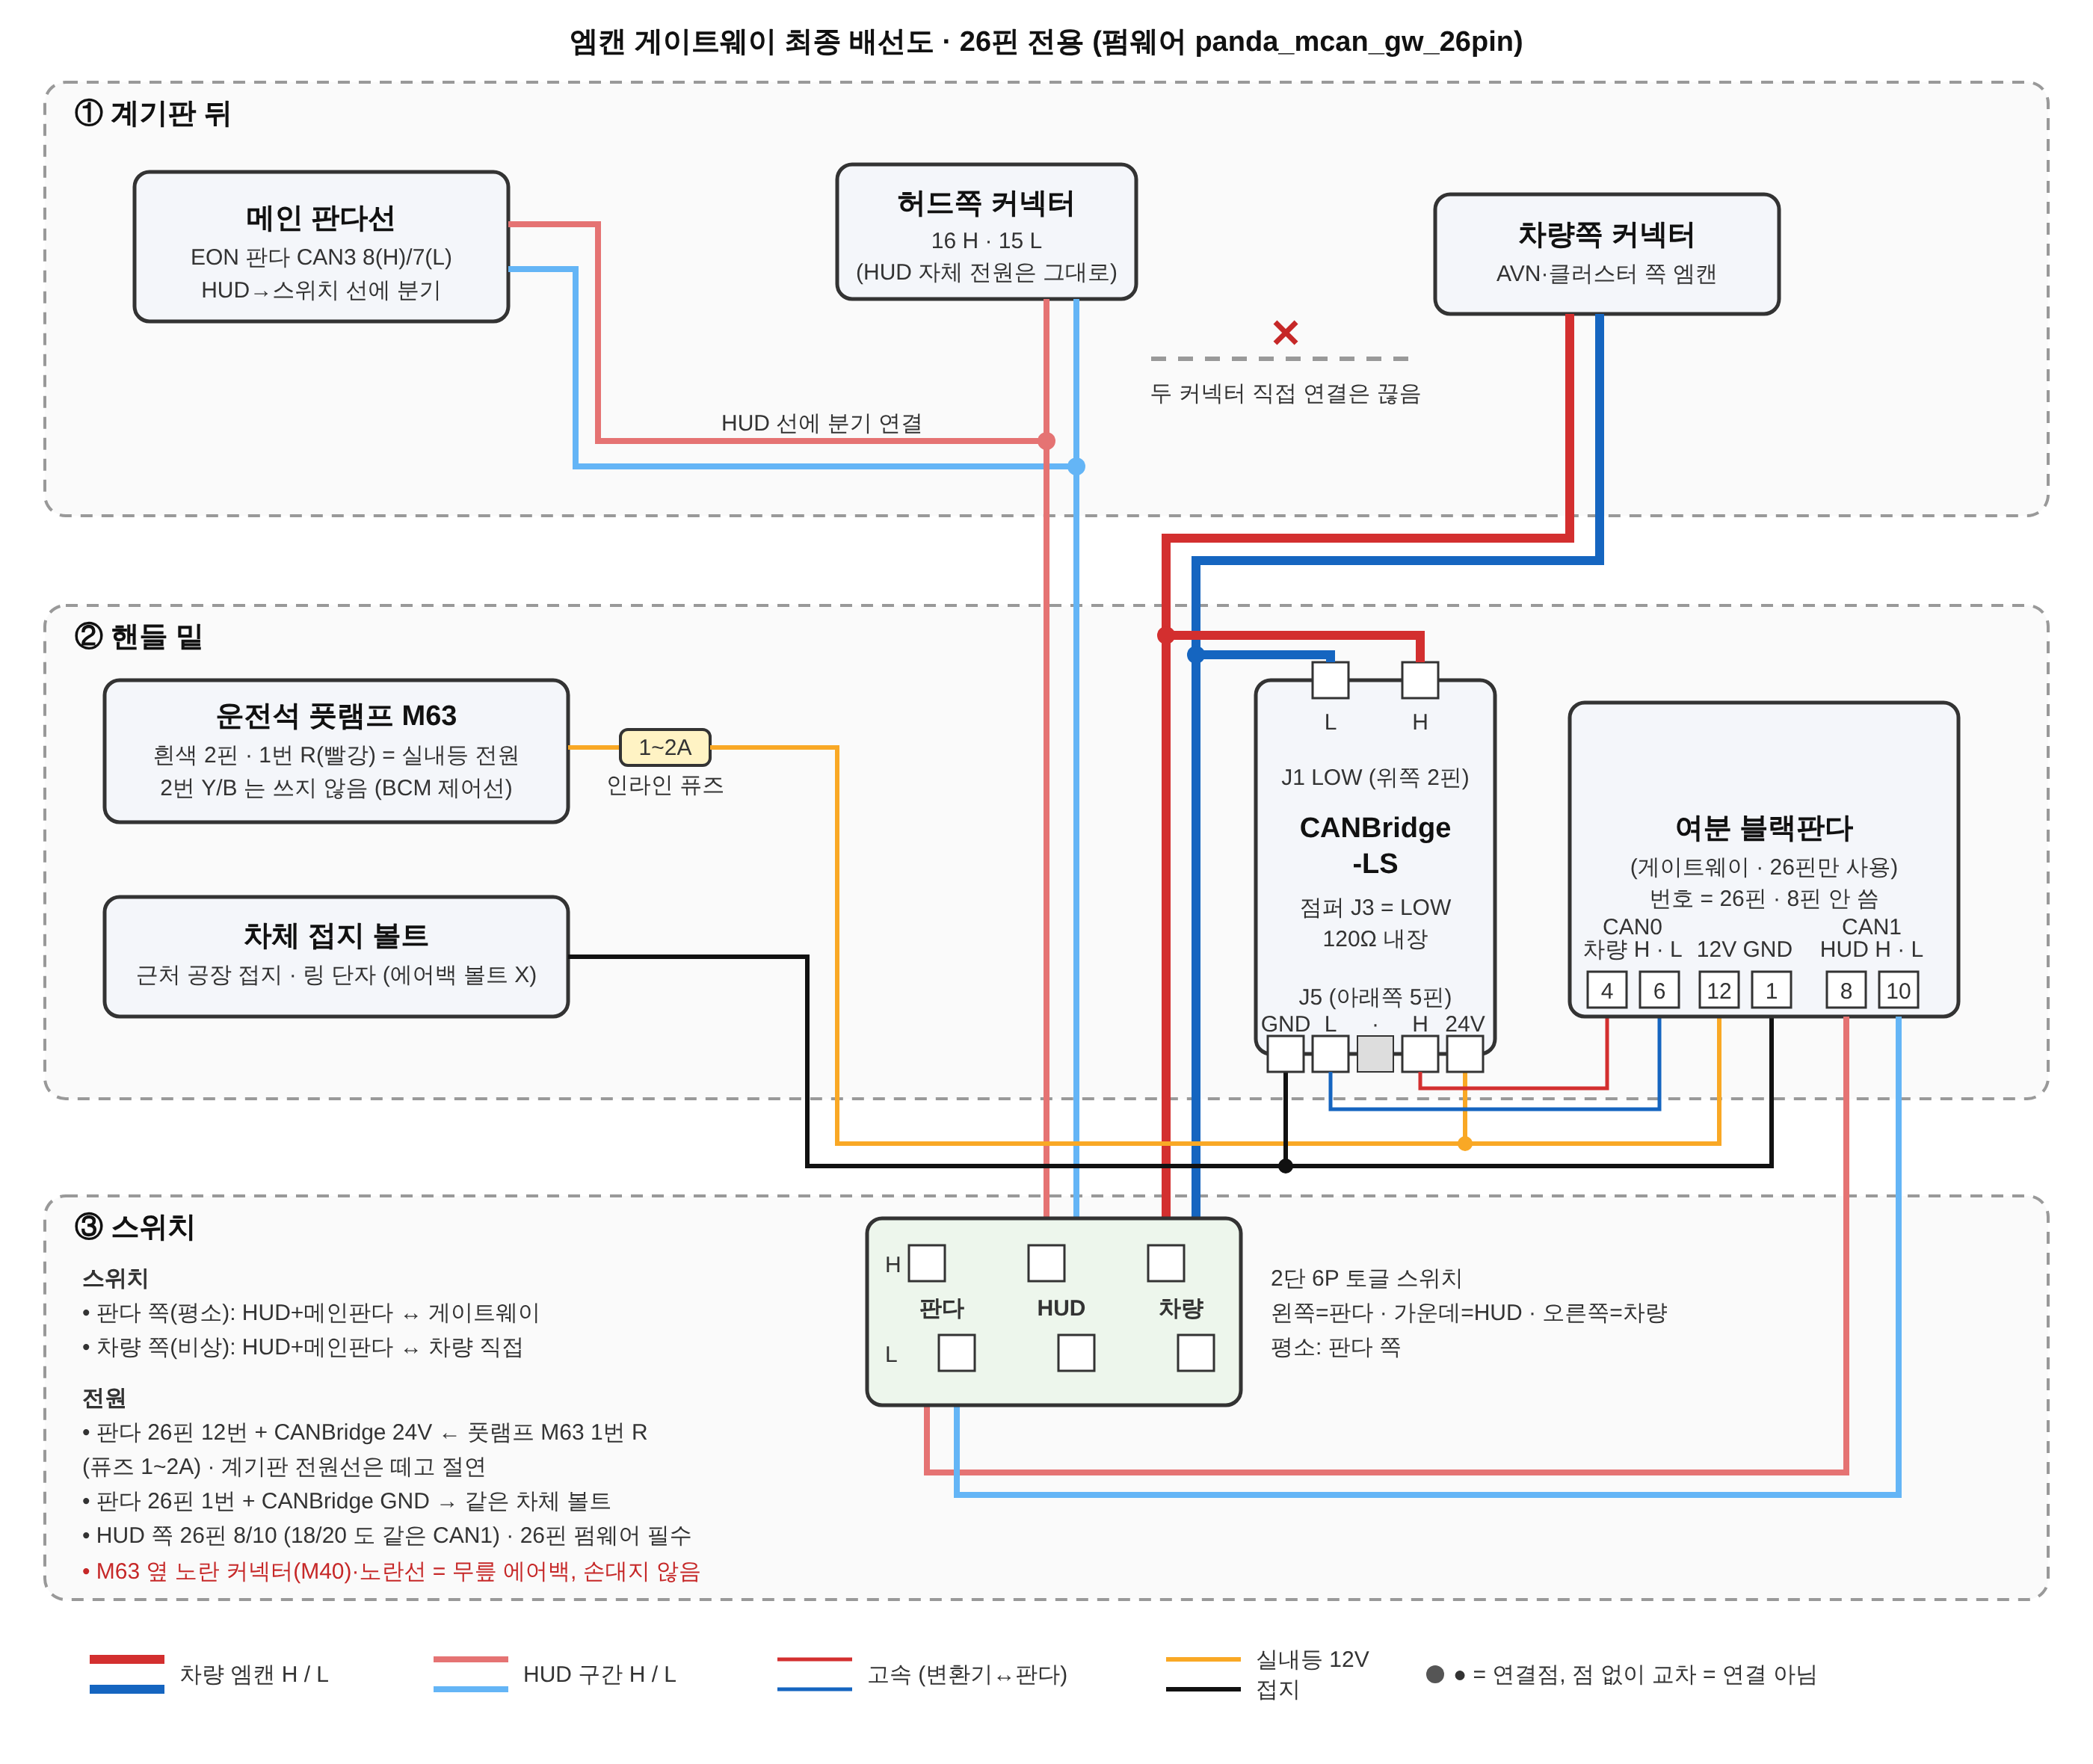 엠캔 게이트웨이 최종 배선도 · 26핀 전용 (펌웨어 panda_mcan_gw_26pin)
① 계기판 뒤
메인 판다선
EON 판다 CAN3 8(H)/7(L)
HUD→스위치 선에 분기
허드쪽 커넥터
16 H · 15 L
(HUD 자체 전원은 그대로)
차량쪽 커넥터
AVN·클러스터 쪽 엠캔
✕
두 커넥터 직접 연결은 끊음
HUD 선에 분기 연결
② 핸들 밑
운전석 풋램프 M63
흰색 2핀 · 1번 R(빨강) = 실내등 전원
2번 Y/B 는 쓰지 않음 (BCM 제어선)
1~2A
인라인 퓨즈
차체 접지 볼트
근처 공장 접지 · 링 단자 (에어백 볼트 X)
L H
J1 LOW (위쪽 2핀)
CANBridge
-LS
점퍼 J3 = LOW
120Ω 내장
J5 (아래쪽 5핀)
GND L · H 24V
여분 블랙판다
(게이트웨이 · 26핀만 사용)
번호 = 26핀 · 8핀 안 씀
CAN0 CAN1
차량 H · L 12V GND HUD H · L
4 6 12 1 8 10
③ 스위치
스위치
• 판다 쪽(평소): HUD+메인판다 ↔ 게이트웨이
• 차량 쪽(비상): HUD+메인판다 ↔ 차량 직접
전원
• 판다 26핀 12번 + CANBridge 24V ← 풋램프 M63 1번 R
(퓨즈 1~2A) · 계기판 전원선은 떼고 절연
• 판다 26핀 1번 + CANBridge GND → 같은 차체 볼트
• HUD 쪽 26핀 8/10 (18/20 도 같은 CAN1) · 26핀 펌웨어 필수
• M63 옆 노란 커넥터(M40)·노란선 = 무릎 에어백, 손대지 않음
H
판다 HUD 차량
L
2단 6P 토글 스위치
왼쪽=판다 · 가운데=HUD · 오른쪽=차량
평소: 판다 쪽
차량 엠캔 H / L
HUD 구간 H / L
고속 (변환기↔판다)
실내등 12V
접지
● = 연결점, 점 없이 교차 = 연결 아님